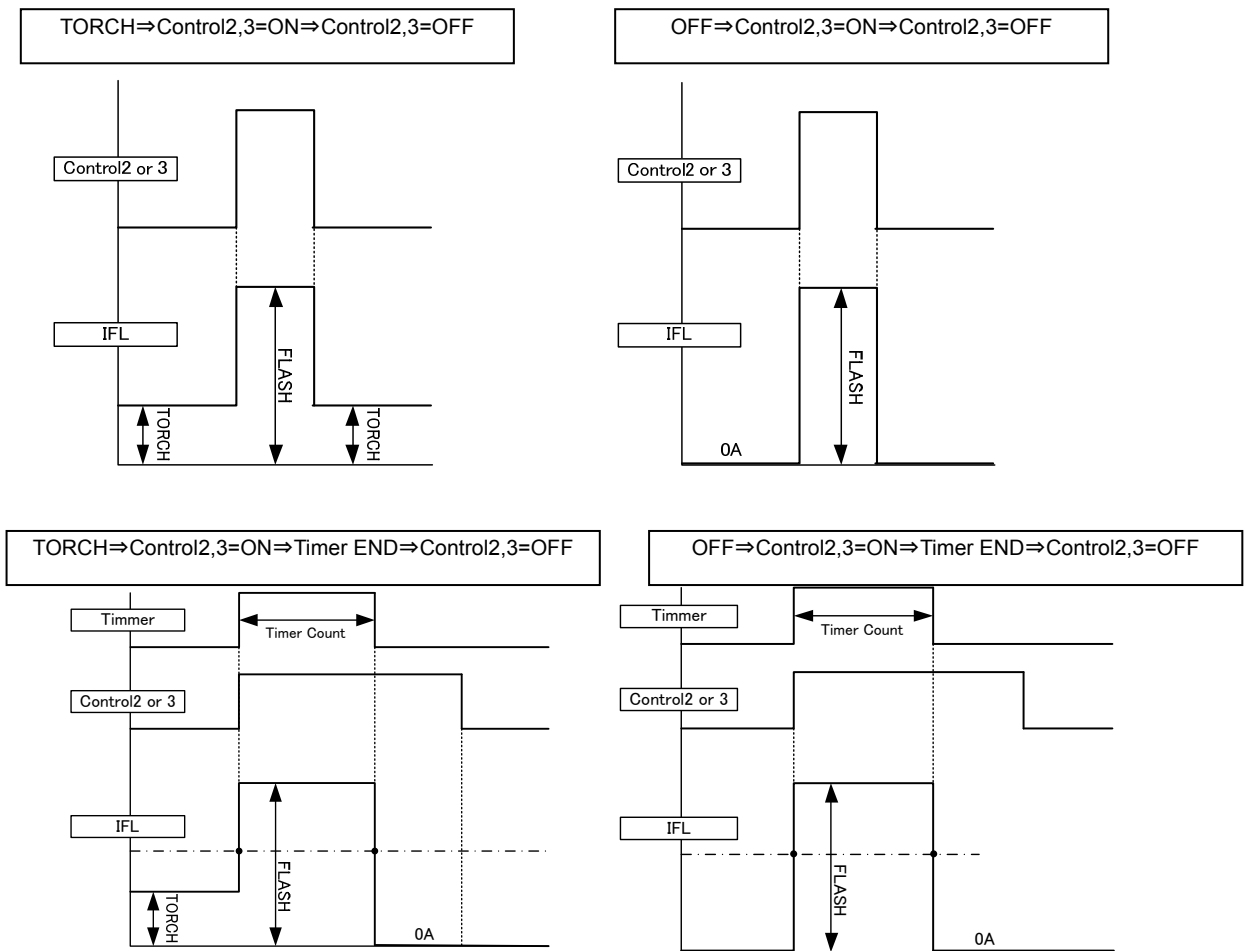 TORCH⇒Control2,3=ON⇒Control2,3=OFF
Control2 or 3
IFL
FLASH
TORCH
TORCH
OFF⇒Control2,3=ON⇒Control2,3=OFF
Control2 or 3
IFL
FLASH
0A
TORCH⇒Control2,3=ON⇒Timer END⇒Control2,3=OFF
Timmer
Timer Count
Control2 or 3
IFL
FLASH
TORCH
0A
OFF⇒Control2,3=ON⇒Timer END⇒Control2,3=OFF
Timmer
Timer Count
Control2 or 3
IFL
FLASH
0A